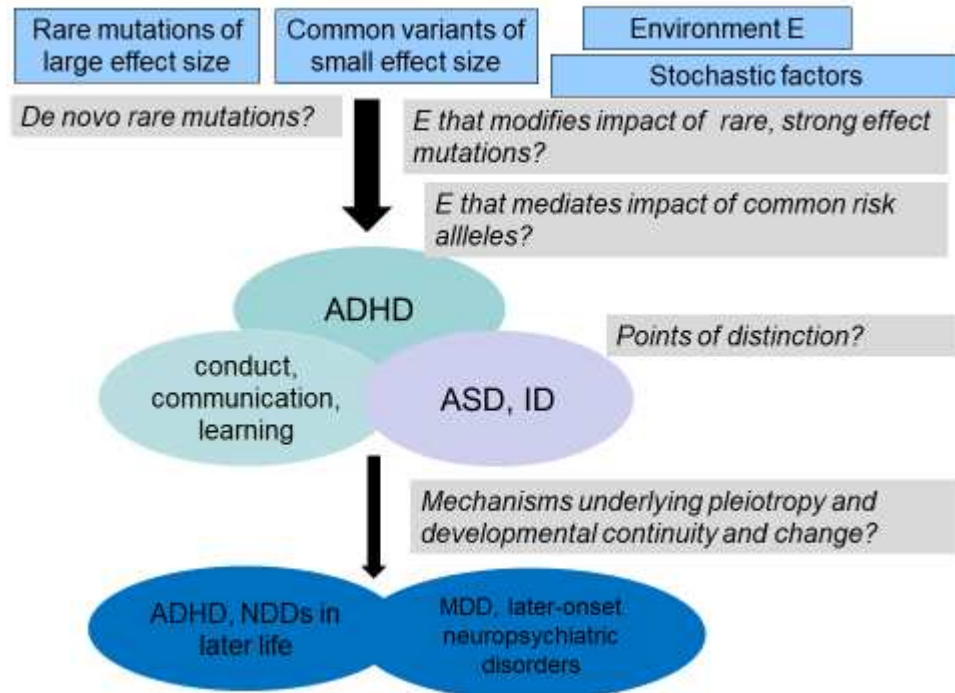 Rare mutations of
large effect size
Common variants of
small effect size
Environment E
Stochastic factors
De novo rare mutations?
E that modifies impact of rare, strong effect
mutations?
E that mediates impact of common risk
allleles?
ADHD
Points of distinction?
conduct,
communication,
learning
ASD, ID
Mechanisms underlying pleiotropy and
developmental continuity and change?
ADHD, NDDs in
later life
MDD, later-onset
neuropsychiatric
disorders